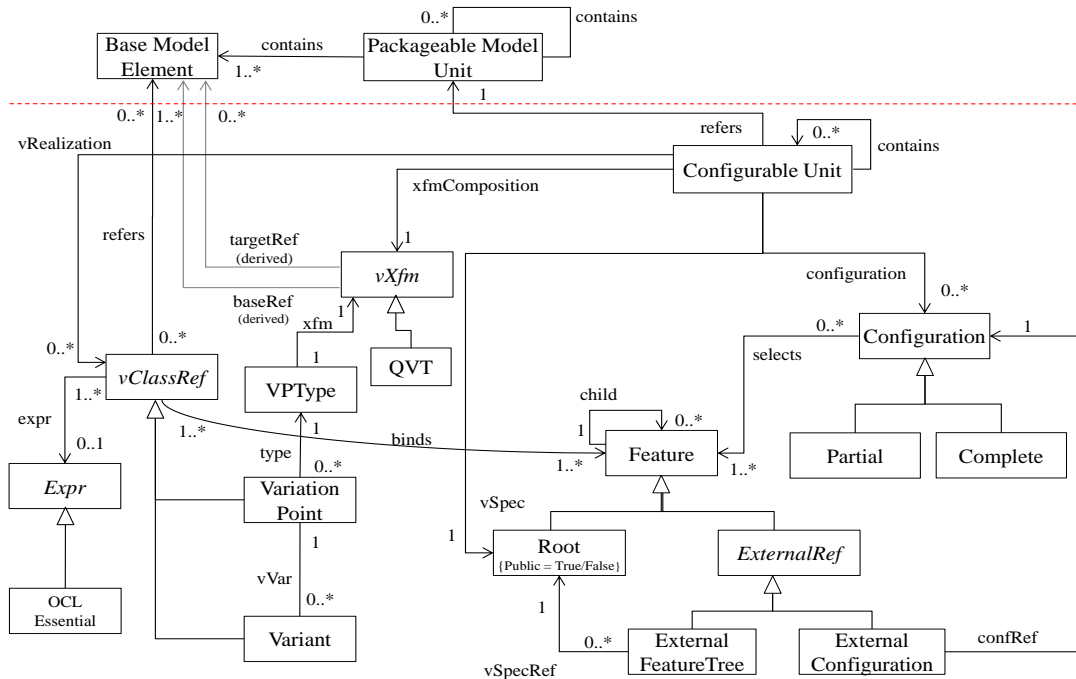 0..*
contains
Base Model
Element
contains
1..*
Packageable Model
Unit
0..*
1..*
0..*
1
refers
0..*
contains
vRealization
Configurable Unit
xfmComposition
refers
targetRef
(derived)
1
vXfm
configuration
baseRef
(derived)
1
xfm
0..*
0..*
1
0..*
0..*
Configuration
1
selects
vClassRef
1..*
VPType
QVT
child
expr
1
1
0..*
1..*
binds
Feature
Partial
Complete
0..1
type
0..*
1..*
1..*
Expr
Variation
Point
vSpec
1
1
Root
{Public = True/False}
ExternalRef
vVar
OCL
Essential
0..*
1
Variant
0..*
External
FeatureTree
External
Configuration
confRef
vSpecRef